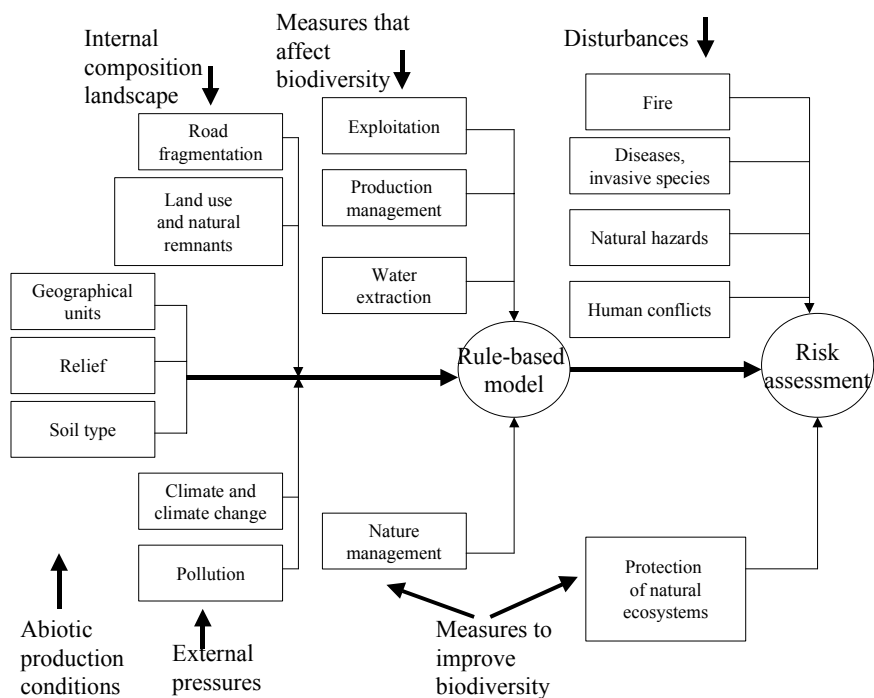 Internal
composition
landscape
Measures that
affect
biodiversity
Disturbances
Road
fragmentation
Land use
and natural
remnants
Exploitation
Production
management
Water
extraction
Fire
Diseases,
invasive species
Natural hazards
Human conflicts
Geographical
units
Relief
Soil type
Rule-based
model
Risk
assessment
Climate and
climate change
Pollution
Nature
management
Protection
of natural
ecosystems
Abiotic
production
conditions
External
pressures
Measures to
improve
biodiversity